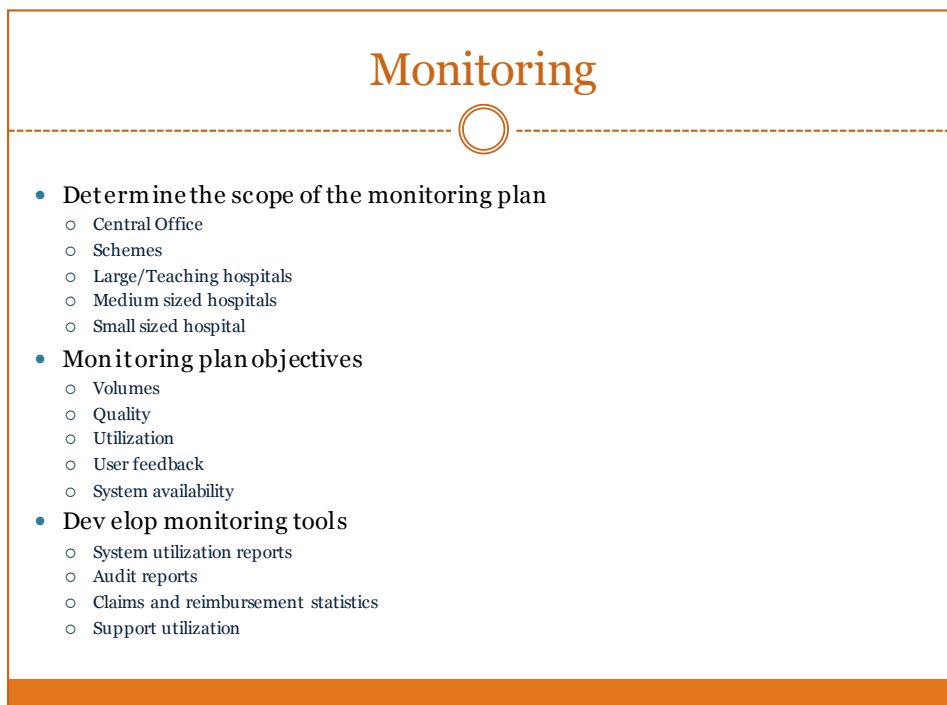 Monitoring
• Determine the scope of the monitoring plan
○ Central Office
○ Schemes
○ Large/Teaching hospitals
○ Medium sized hospitals
○ Small sized hospital
• Monitoring plan objectives
○ Volumes
○ Quality
○ Utilization
○ User feedback
○ System availability
• Develop monitoring tools
○ System utilization reports
○ Audit reports
○ Claims and reimbursement statistics
○ Support utilization